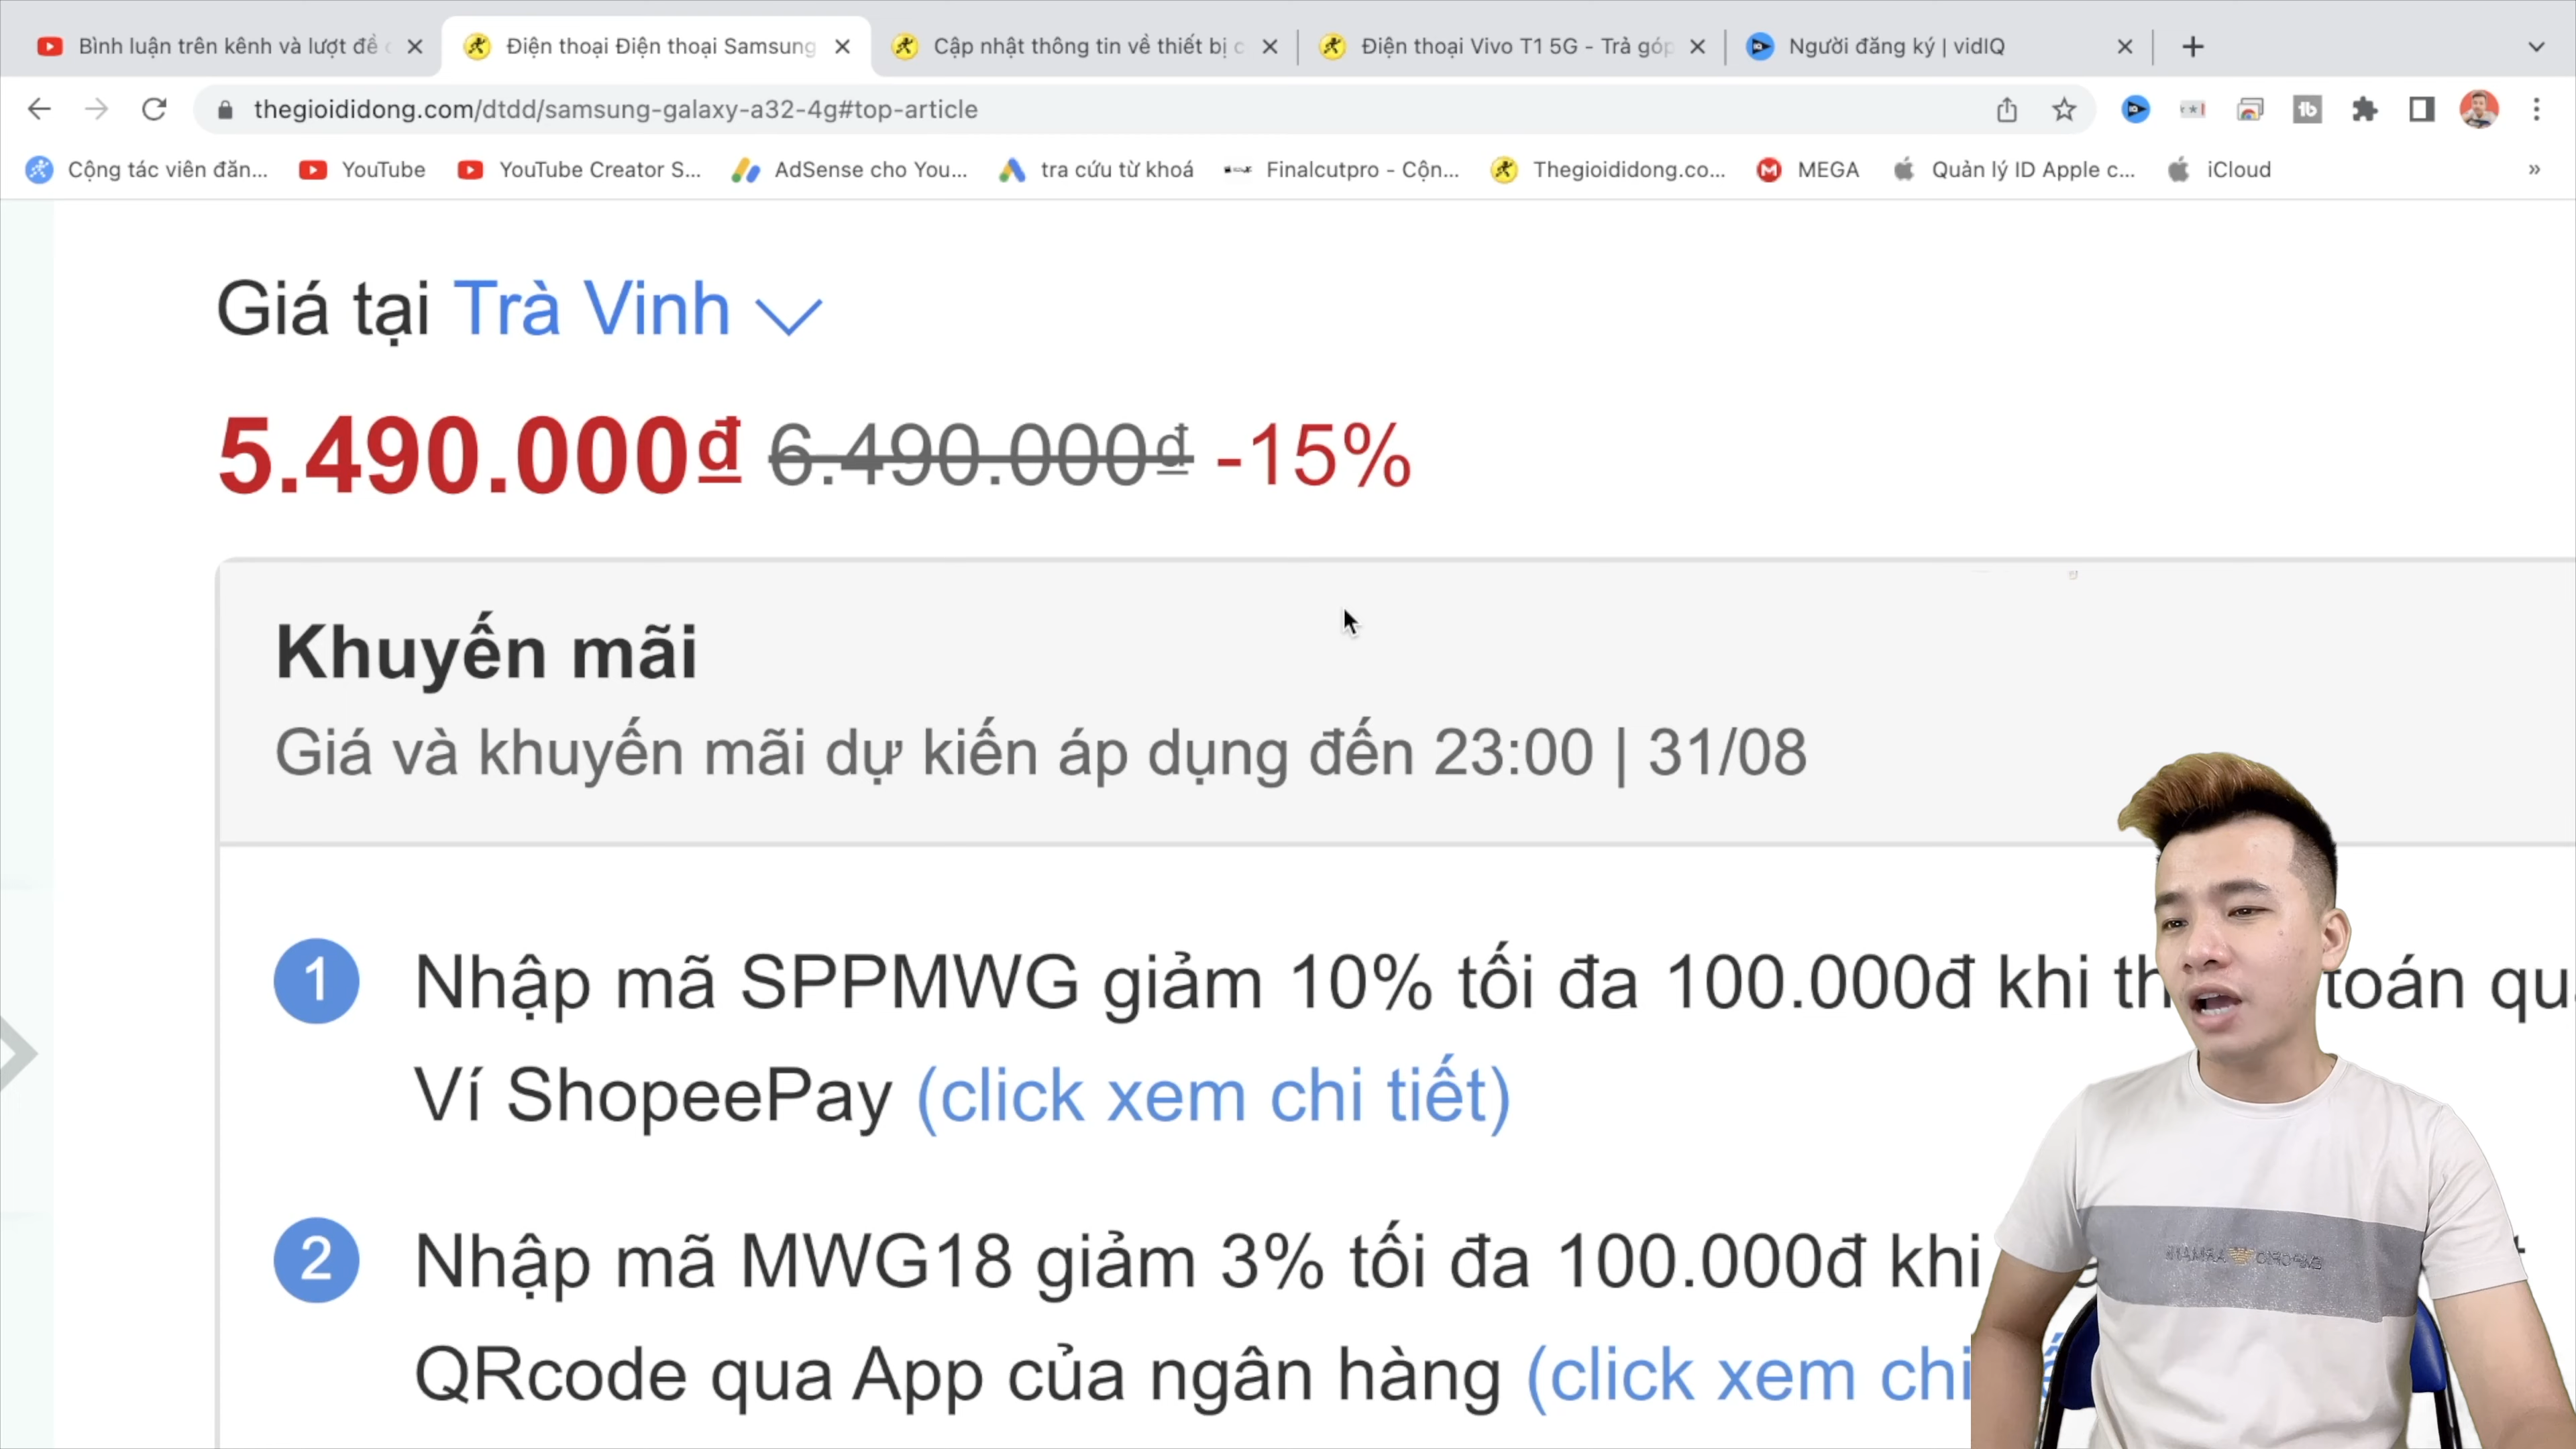 Bình luận trên kênh và lượt đề
Điện thoại Điện thoại Samsung
Cập nhật thông tin về thiết bị c
Điện thoại Vivo T1 5G - Trả góp
Người đăng ký | vidIQ
thegioididong.com/dtdd/samsung-galaxy-a32-4g#top-article
Cộng tác viên đăn...
YouTube
YouTube Creator S...
AdSense cho You...
tra cứu từ khoá
Finalcutpro - Cộn...
Thegioididong.co...
MEGA
Quản lý ID Apple c...
iCloud
Giá tại Trà Vinh
5.490.000₫ 6.490.000₫ -15%
Khuyến mãi
Giá và khuyến mãi dự kiến áp dụng đến 23:00 | 31/08
1 Nhập mã SPPMWG giảm 10% tối đa 100.000đ khi th toán qu
Ví ShopeePay (click xem chi tiết)
2 Nhập mã MWG18 giảm 3% tối đa 100.000đ khi
QRcode qua App của ngân hàng (click xem chi